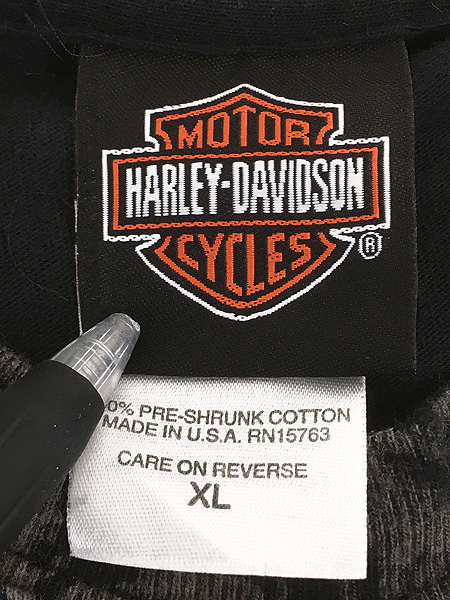 MOTOR
HARLEY-DAVIDSON
CYCLES
®
0% PRE-SHRUNK COTTON
MADE IN U.S.A. RN15763
CARE ON REVERSE
XL